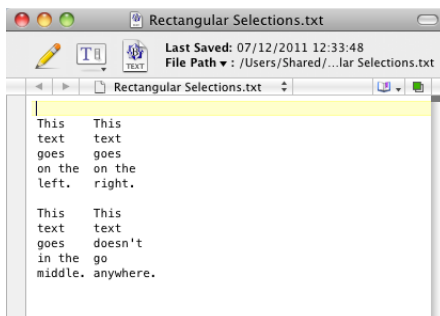 Rectangular Selections.txt
T
TEXT
Last Saved: 07/12/2011 12:33:48
File Path ▾ : /Users/Shared/...lar Selections.txt
Rectangular Selections.txt
This    This
text    text
goes    goes
on the  on the
left.   right.

This    This
text    text
goes    doesn't
in the  go
middle. anywhere.